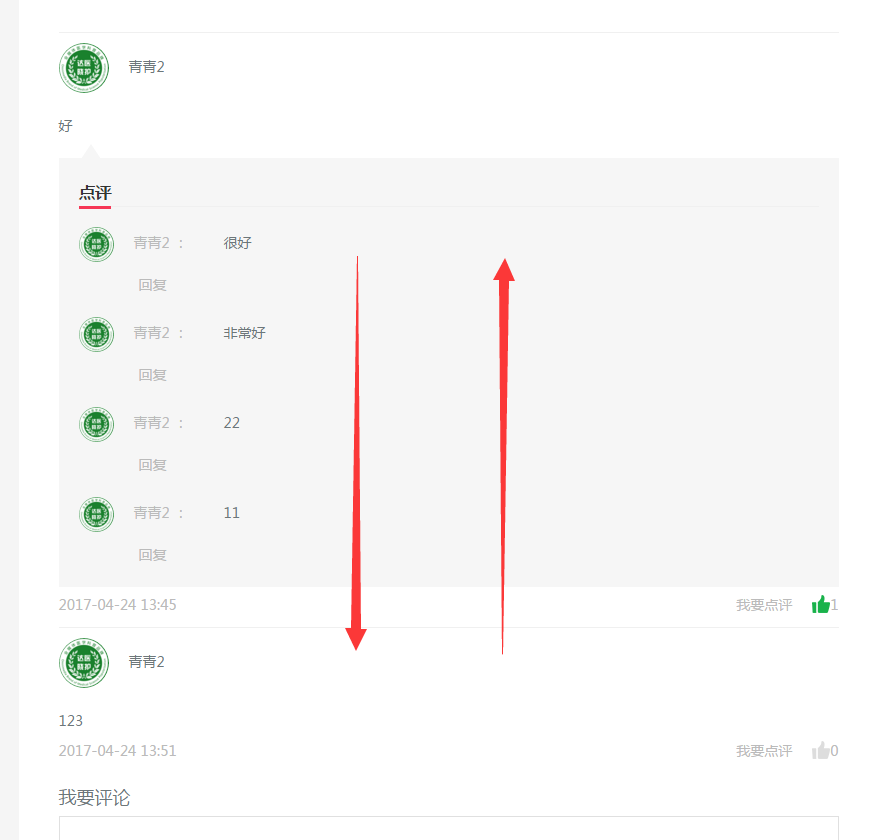 青青2
好
点评
青青2 : 很好
回复
青青2 : 非常好
回复
青青2 : 22
回复
青青2 : 11
回复
2017-04-24 13:45 我要点评 1
青青2
123
2017-04-24 13:51 我要点评 0
我要评论